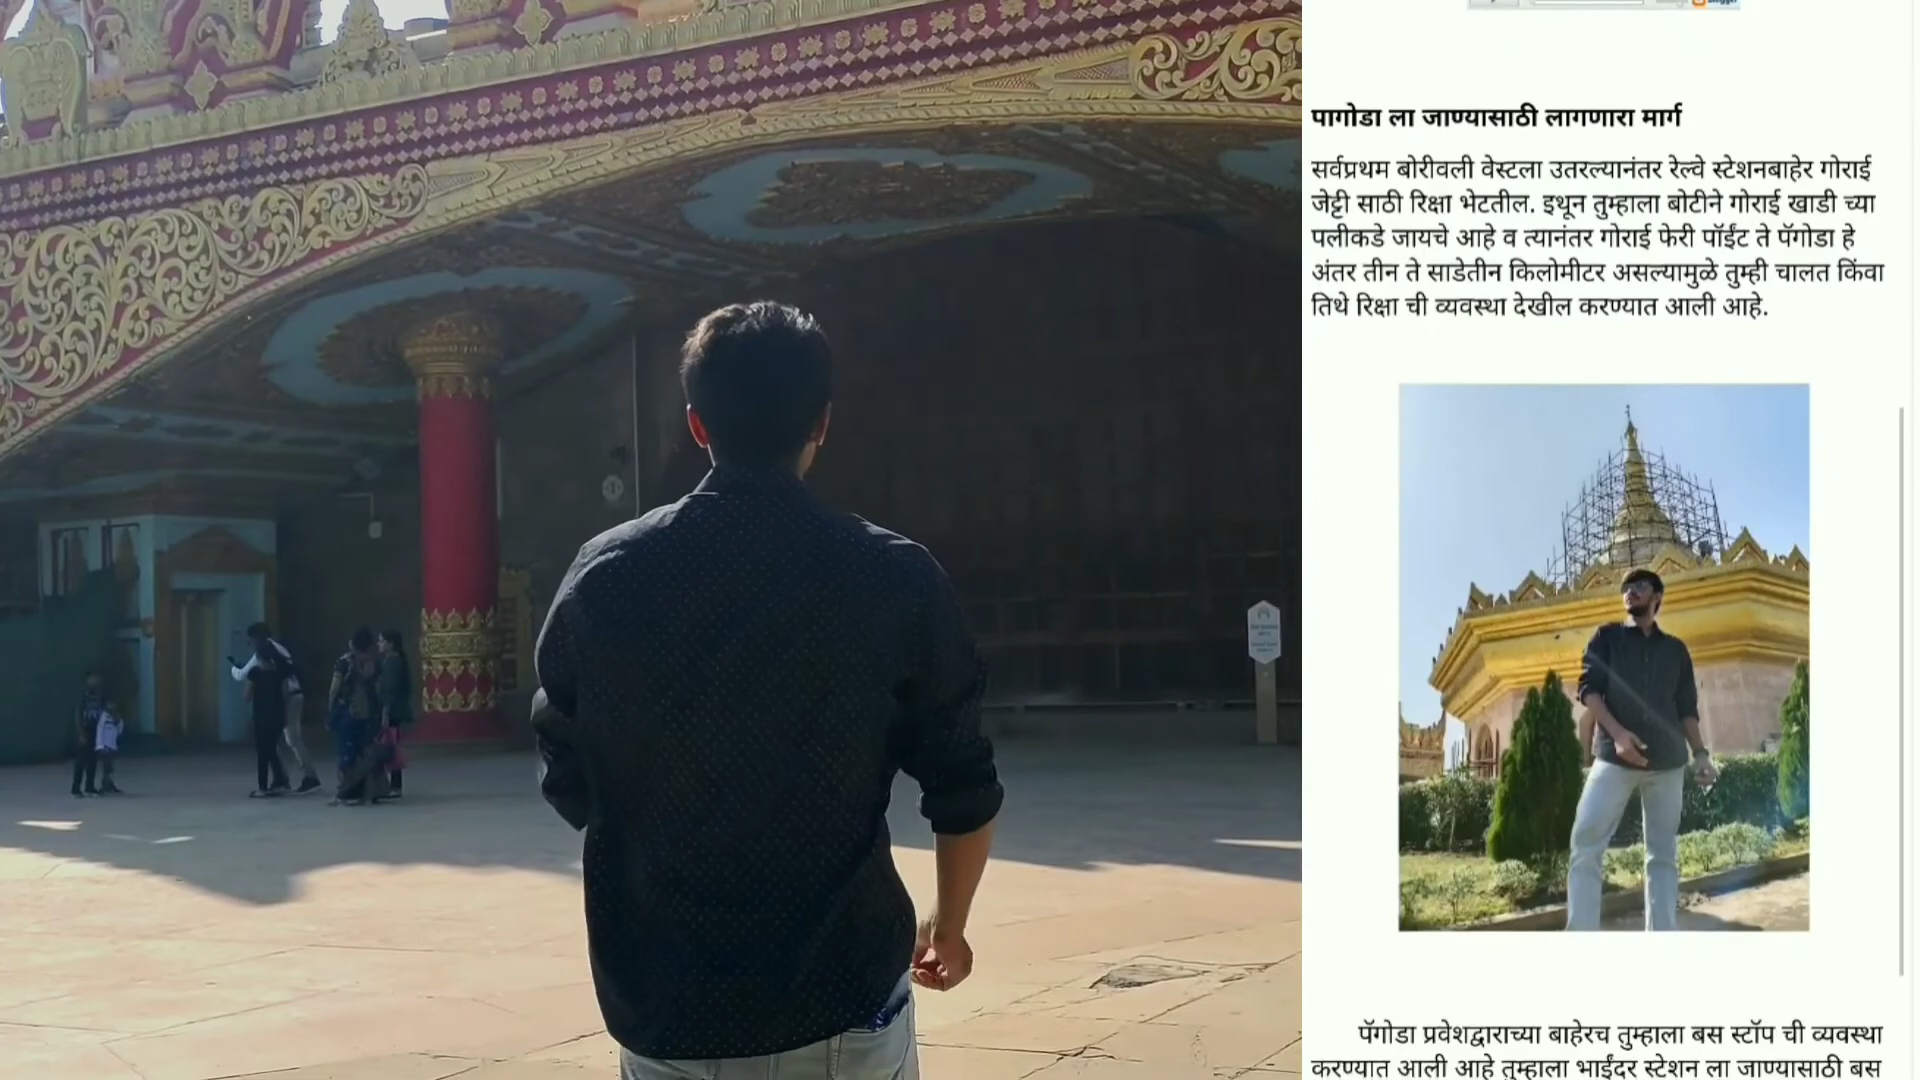 पागोडा ला जाण्यासाठी लागणारा मार्ग
सर्वप्रथम बोरीवली वेस्टला उतरल्यानंतर रेल्वे स्टेशनबाहेर गोराई
जेट्टी साठी रिक्षा भेटतील. इथून तुम्हाला बोटीने गोराई खाडी च्या
पलीकडे जायचे आहे व त्यानंतर गोराई फेरी पॉईंट ते पॅगोडा हे
अंतर तीन ते साडेतीन किलोमीटर असल्यामुळे तुम्ही चालत किंवा
तिथे रिक्षा ची व्यवस्था देखील करण्यात आली आहे.
पॅगोडा प्रवेशद्वाराच्या बाहेरच तुम्हाला बस स्टॉप ची व्यवस्था
करण्यात आली आहे तुम्हाला भाईंदर स्टेशन ला जाण्यासाठी बस